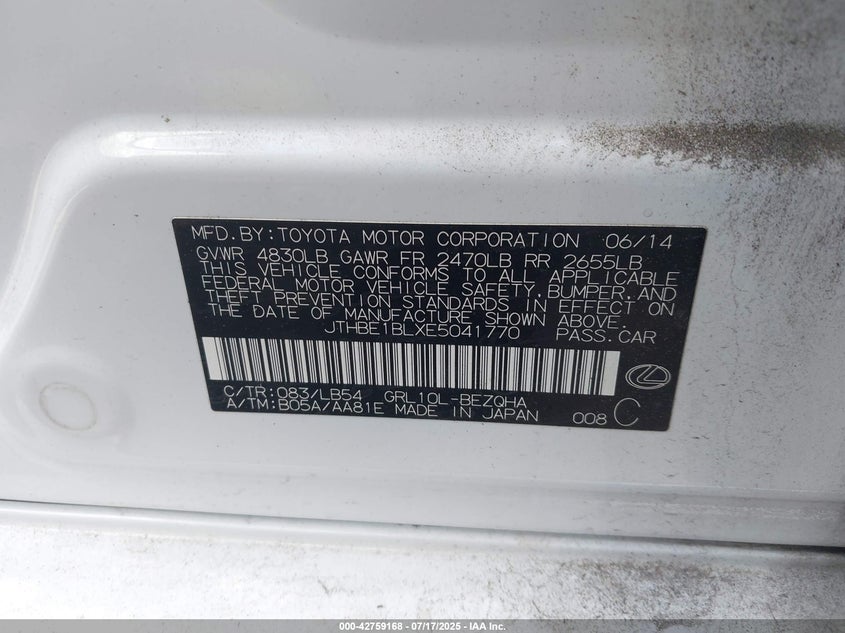 MFD. BY: TOYOTA MOTOR CORPORATION 06/14
GVWR 4830LB GAWR FR 2470LB RR 2655LB
THIS VEHICLE CONFORMS TO ALL APPLICABLE
FEDERAL MOTOR VEHICLE SAFETY, BUMPER, AND
THEFT PREVENTION STANDARDS IN EFFECT ON
THE DATE OF MANUFACTURE SHOWN ABOVE.
JTHBE1BLXE5041770 PASS. CAR
C/TR: 083/LB54 GRL10L-BEZQHA
A/TM: B05A/AA81E MADE IN JAPAN 008 C
000-42759168 - 07/17/2025 - IAA Inc.